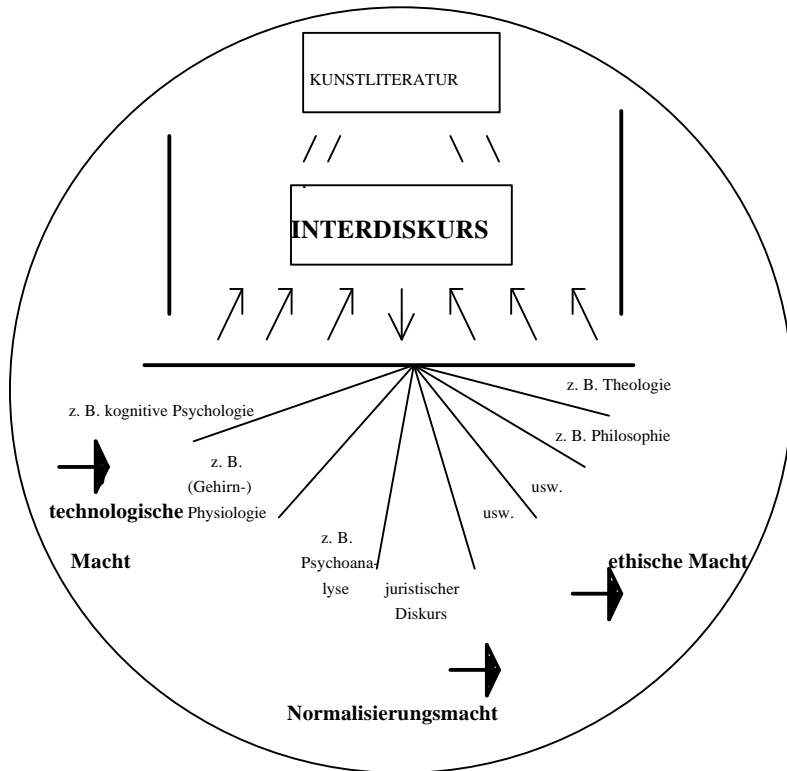 KUNSTLITERATUR
INTERDISKURS
z. B. Theologie
z. B. kognitive Psychologie
z. B. Philosophie
z. B.
(Gehirn-)
Physiologie
technologische
Macht
usw.
usw.
z. B.
Psychoana-
lyse
juristischer
Diskurs
ethische Macht
Normalisierungsmacht